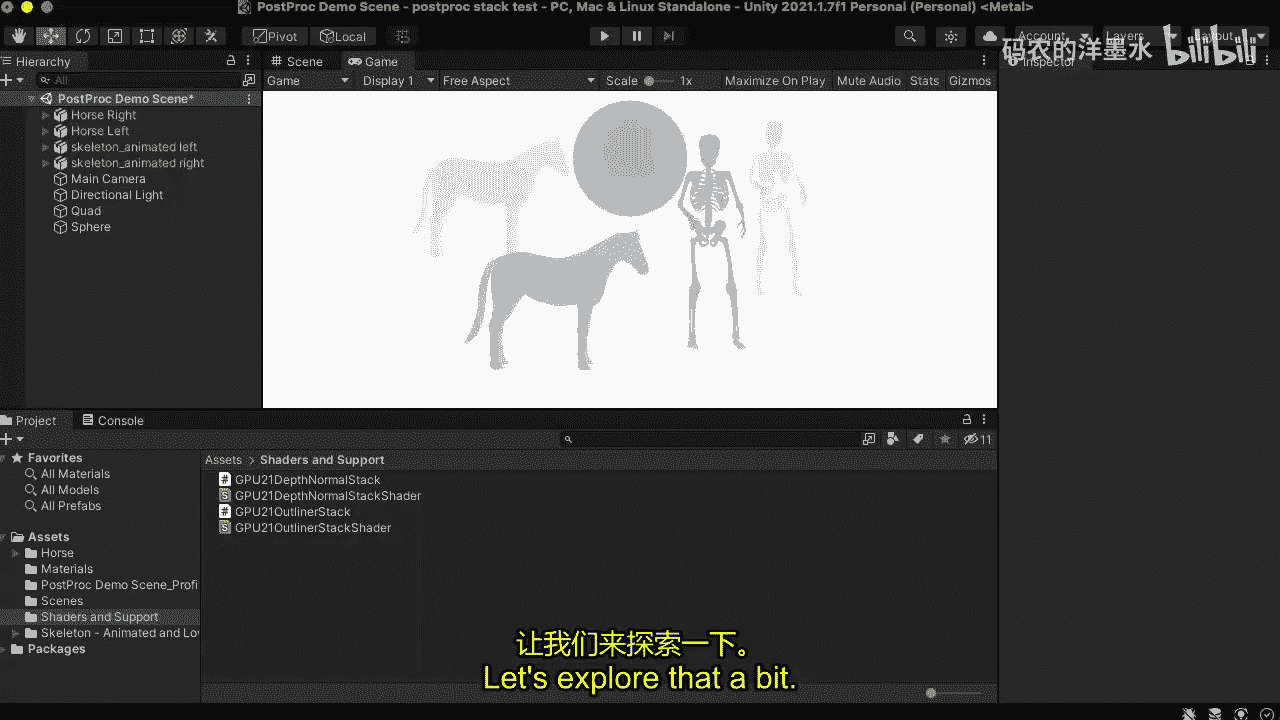 PostProc Demo Scene - postproc stack test - PC, Mac & Linux Standalone - Unity 2021.1.7f1 Personal (Personal) <Metal>
Pivot Local Account Layers Layout
码农的洋墨水 bilibili
Hierarchy Scene Game Inspector
All Game Display 1 Free Aspect Scale 1x Maximize On Play Mute Audio Stats Gizmos
PostProc Demo Scene*
Horse Right
Horse Left
skeleton_animated left
skeleton_animated right
Main Camera
Directional Light
Quad
Sphere
Project Console
11
Favorites
All Materials
All Models
All Prefabs
Assets
Horse
Materials
PostProc Demo Scene_Profi
Scenes
Shaders and Support
Skeleton - Animated and Lo
Packages
Assets > Shaders and Support
GPU21DepthNormalStack
GPU21DepthNormalStackShader
GPU21OutlinerStack
GPU21OutlinerStackShader
让我们来探索一下。
Let's explore that a bit.